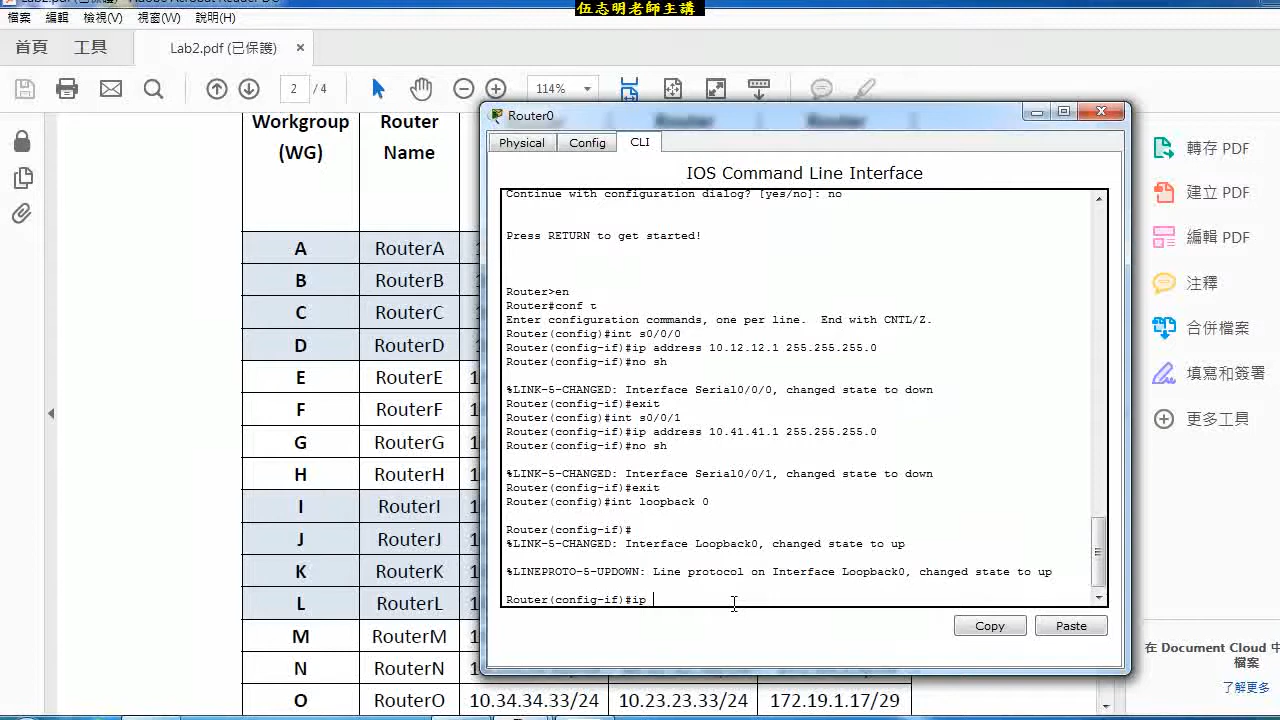 Lab2.pdf (已保護) - Adobe Acrobat Reader DC
伍志明老師主講
檔案 編輯 檢視(V) 視窗(W) 說明(H)
首頁 工具 Lab2.pdf (已保護) ×
2 / 4 114%
Workgroup
(WG)
Router
Name
A RouterA
B RouterB
C RouterC
D RouterD
E RouterE
F RouterF
G RouterG
H RouterH
I RouterI
J RouterJ
K RouterK
L RouterL
M RouterM
N RouterN
O RouterO 10.34.34.33/24 10.23.23.33/24 172.19.1.17/29
Router0
Physical Config CLI
IOS Command Line Interface
Continue with configuration dialog? [yes/no]: no
Press RETURN to get started!
Router>en
Router#conf t
Enter configuration commands, one per line. End with CNTL/Z.
Router(config)#int s0/0/0
Router(config-if)#ip address 10.12.12.1 255.255.255.0
Router(config-if)#no sh
%LINK-5-CHANGED: Interface Serial0/0/0, changed state to down
Router(config-if)#exit
Router(config)#int s0/0/1
Router(config-if)#ip address 10.41.41.1 255.255.255.0
Router(config-if)#no sh
%LINK-5-CHANGED: Interface Serial0/0/1, changed state to down
Router(config-if)#exit
Router(config)#int loopback 0
Router(config-if)#
%LINK-5-CHANGED: Interface Loopback0, changed state to up
%LINEPROTO-5-UPDOWN: Line protocol on Interface Loopback0, changed state to up
Router(config-if)#ip
Copy Paste
轉存 PDF
建立 PDF
編輯 PDF
注釋
合併檔案
填寫和簽署
更多工具
在 Document Cloud 中
檔案
了解更多